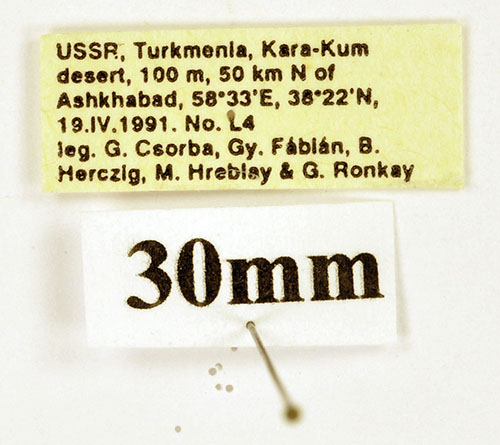 USSR, Turkmenia, Kara-Kum
desert, 100 m, 50 km N of
Ashkhabad, 58°33'E, 38°22'N,
19.IV.1991. No. L4
leg. G. Csorba, Gy. Fábián, B.
Herczig, M. Hreblay & G. Ronkay
30mm